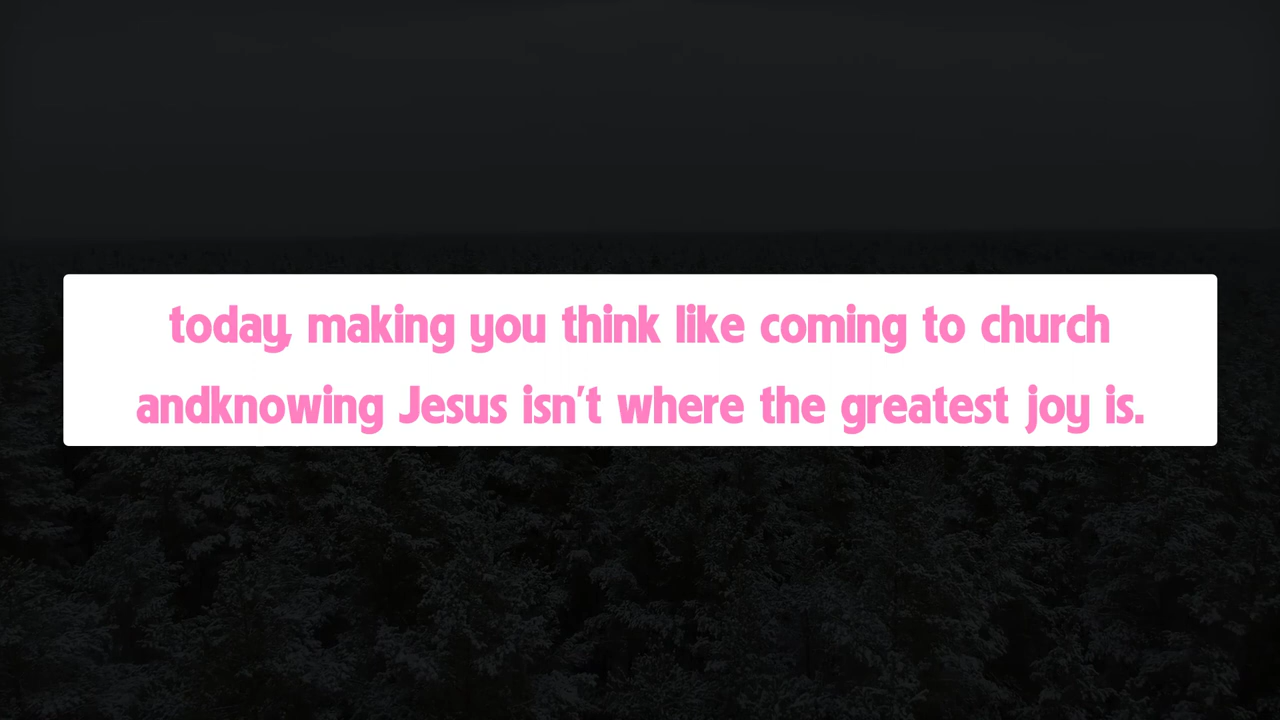 today, making you think like coming to church
andknowing Jesus isn't where the greatest joy is.